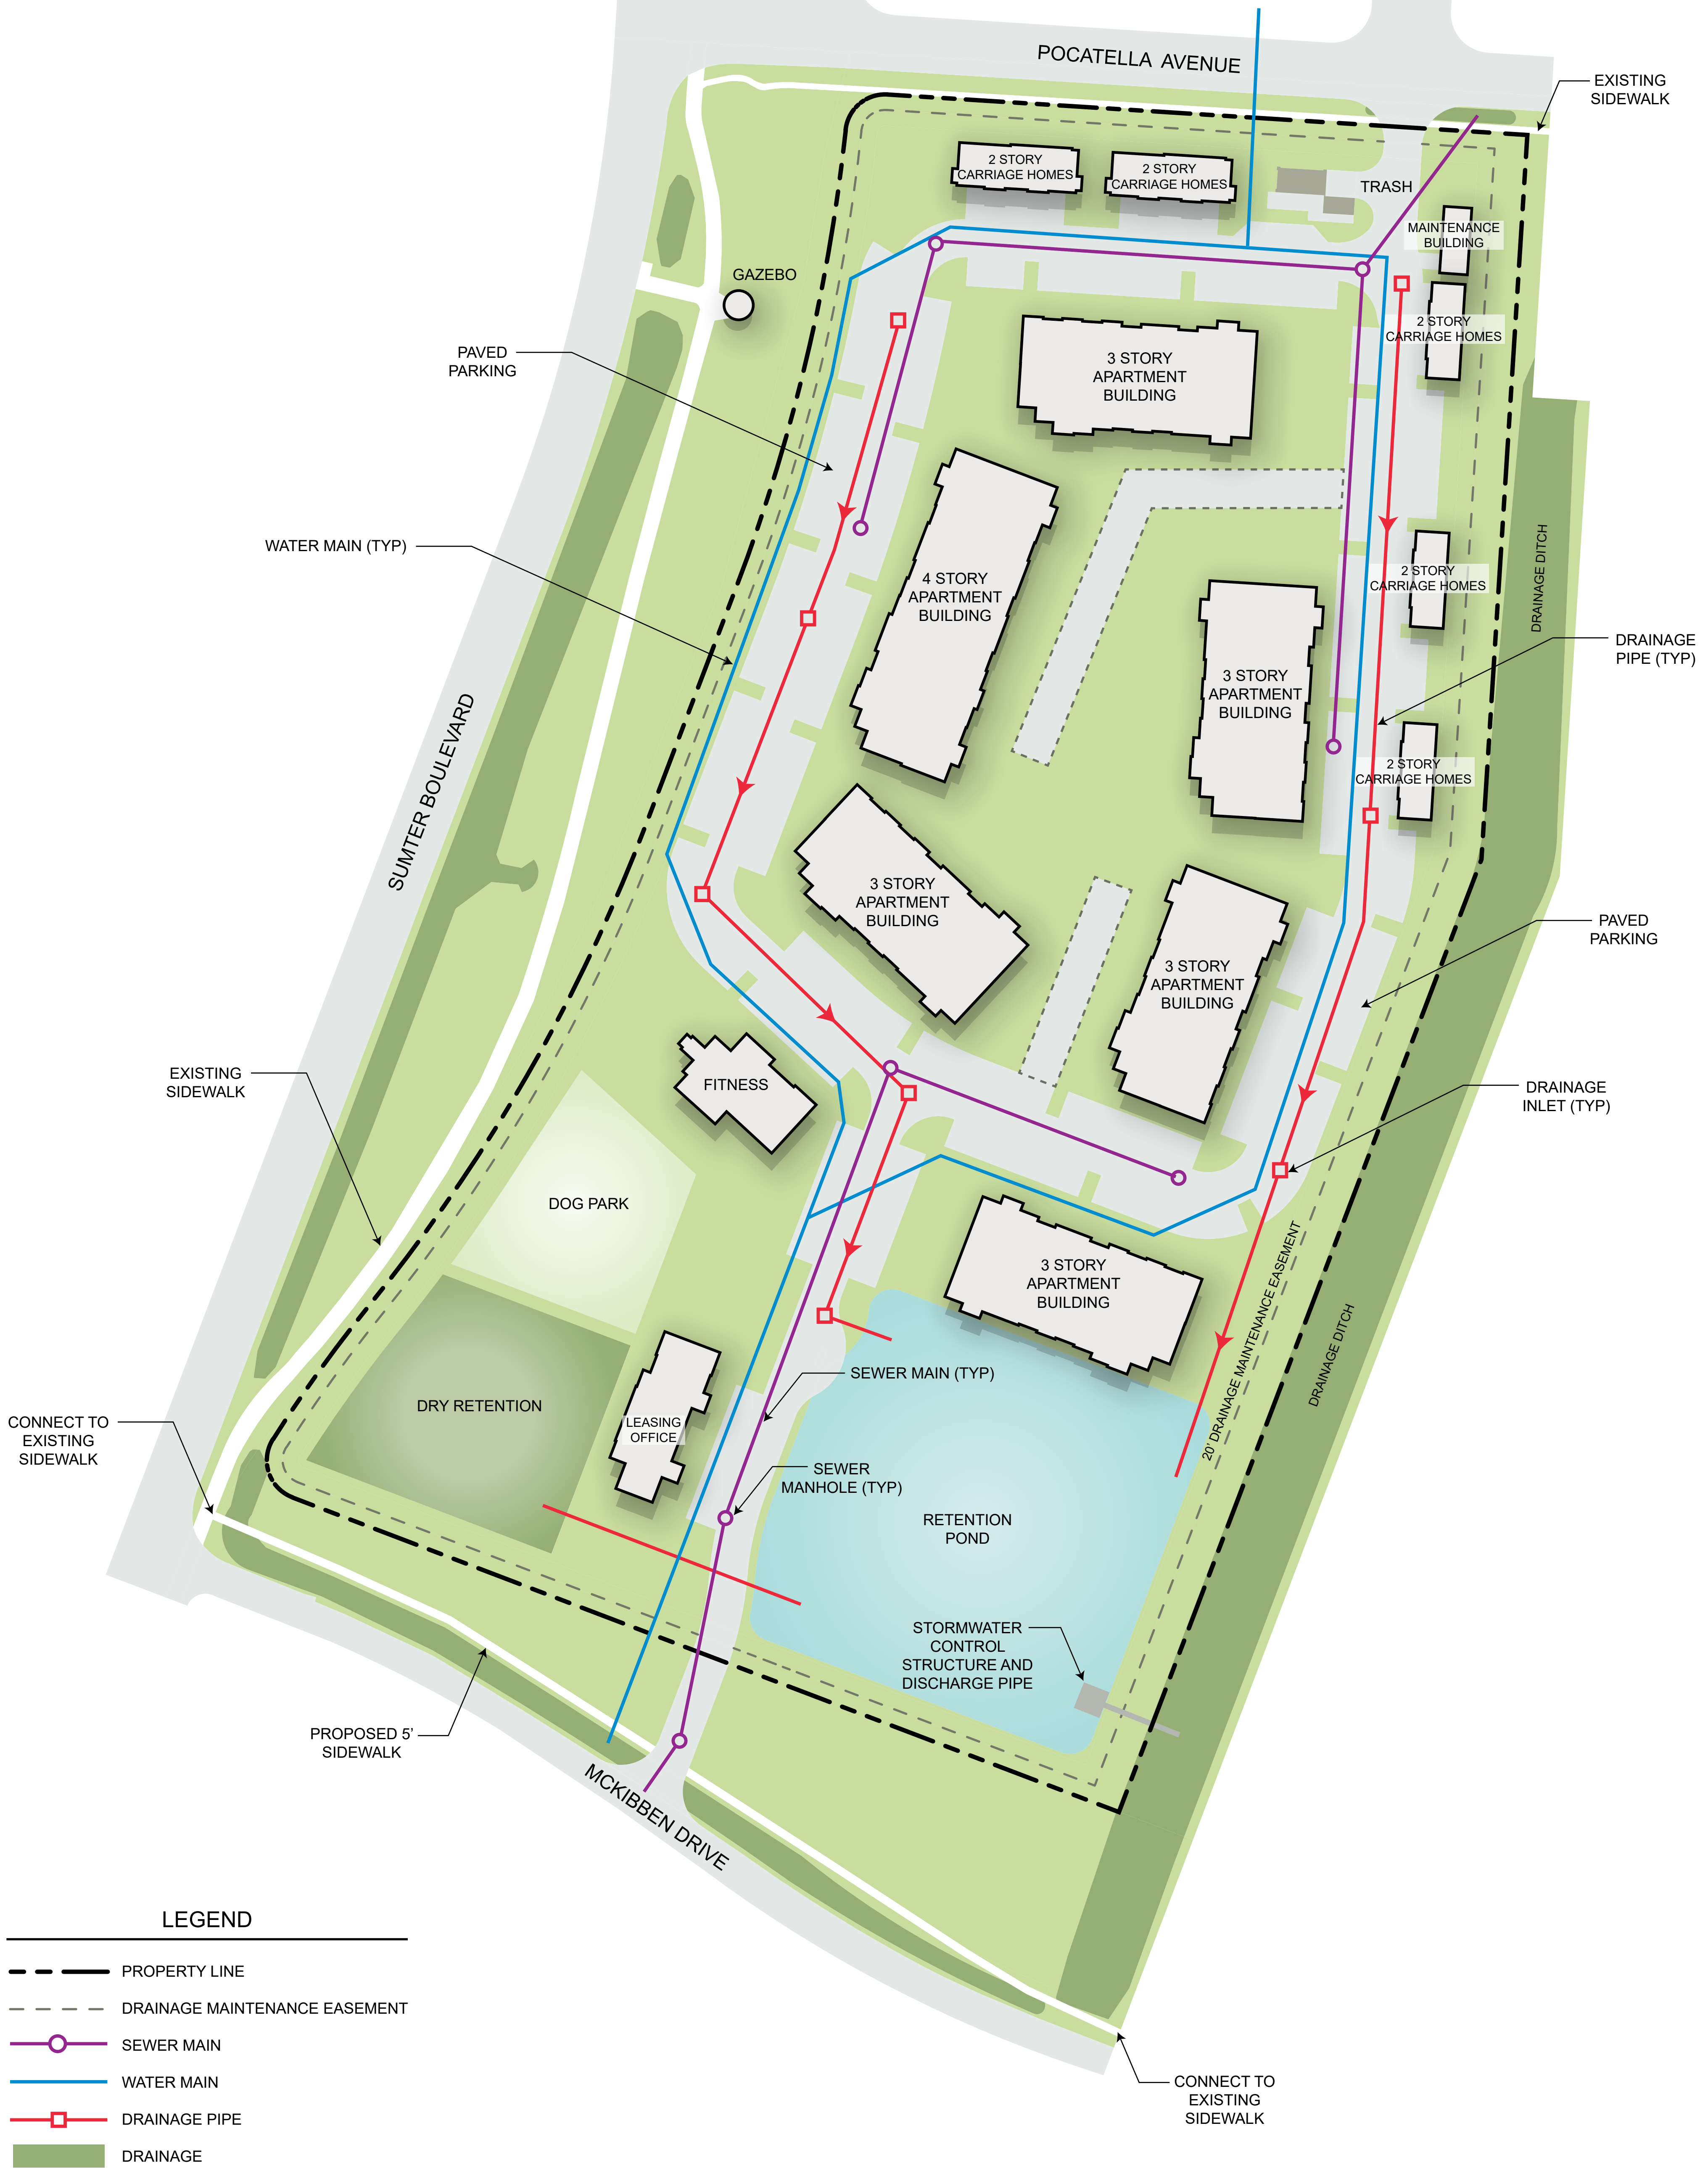 POCATELLA AVENUE
EXISTING
SIDEWALK
2 STORY
CARRIAGE HOMES
2 STORY
CARRIAGE HOMES
TRASH
MAINTENANCE
BUILDING
GAZEBO
2 STORY
CARRIAGE HOMES
PAVED
PARKING
3 STORY
APARTMENT
BUILDING
WATER MAIN (TYP)
4 STORY
APARTMENT
BUILDING
2 STORY
CARRIAGE HOMES
DRAINAGE DITCH
DRAINAGE
PIPE (TYP)
3 STORY
APARTMENT
BUILDING
2 STORY
CARRIAGE HOMES
SUMTER BOULEVARD
3 STORY
APARTMENT
BUILDING
PAVED
PARKING
3 STORY
APARTMENT
BUILDING
EXISTING
SIDEWALK
FITNESS
DRAINAGE
INLET (TYP)
DOG PARK
3 STORY
APARTMENT
BUILDING
20' DRAINAGE MAINTENANCE EASEMENT
DRAINAGE DITCH
SEWER MAIN (TYP)
DRY RETENTION
LEASING
OFFICE
CONNECT TO
EXISTING
SIDEWALK
SEWER
MANHOLE (TYP)
RETENTION
POND
STORMWATER
CONTROL
STRUCTURE AND
DISCHARGE PIPE
PROPOSED 5'
SIDEWALK
MCKIBBEN DRIVE
CONNECT TO
EXISTING
SIDEWALK
LEGEND
PROPERTY LINE
DRAINAGE MAINTENANCE EASEMENT
SEWER MAIN
WATER MAIN
DRAINAGE PIPE
DRAINAGE